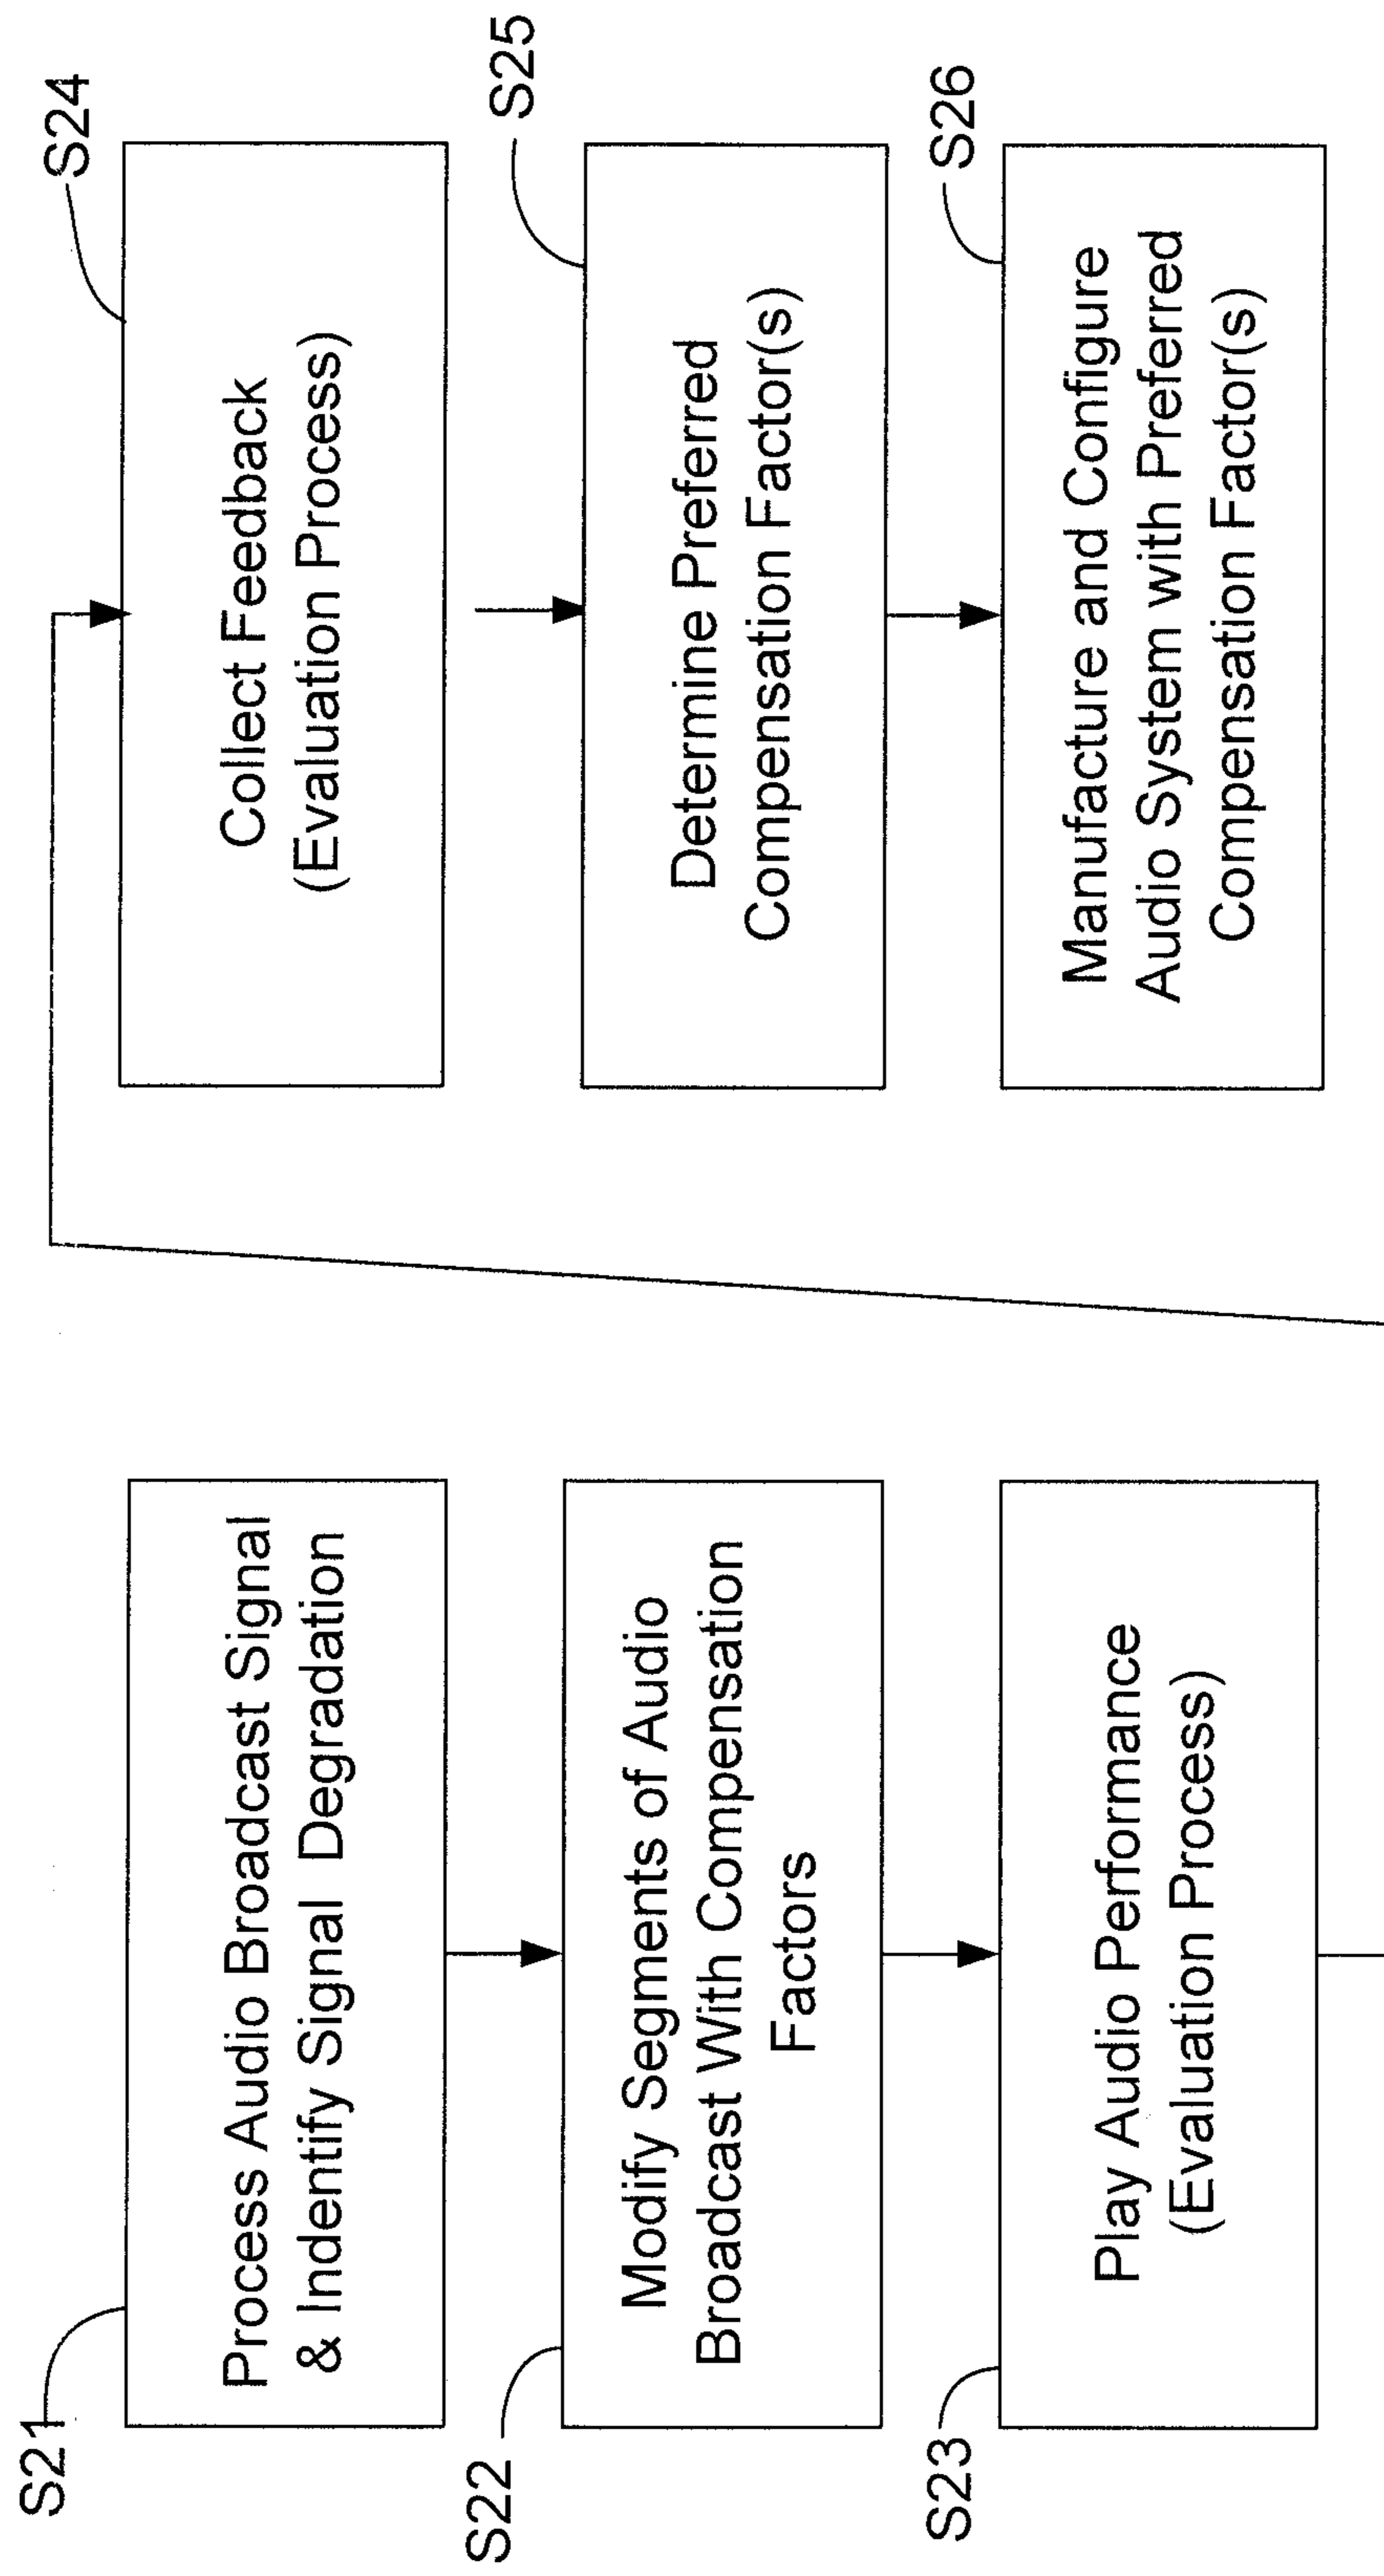 S21
Process Audio Broadcast Signal
& Indentify Signal Degradation
S22
Modify Segments of Audio
Broadcast With Compensation
Factors
S23
Play Audio Performance
(Evaluation Process)
S24
Collect Feedback
(Evaluation Process)
S25
Determine Preferred
Compensation Factor(s)
S26
Manufacture and Configure
Audio System with Preferred
Compensation Factor(s)